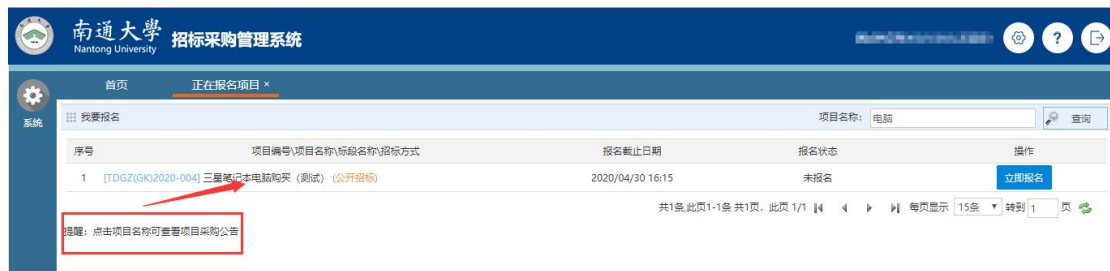 南通大學 招标采购管理系统
Nantong University
?
首页 正在报名项目 ×
系统
我要报名 项目名称: 电脑 查询
序号 项目编号\项目名称\标段名称\招标方式 报名截止日期 报名状态 操作
1 [TDGZ(GK)2020-004] 三星笔记本电脑购买（测试） (公开招标) 2020/04/30 16:15 未报名 立即报名
共1条,此页1-1条 共1页, 此页 1/1 每页显示 15条 转到 1 页
提醒：点击项目名称可查看项目采购公告